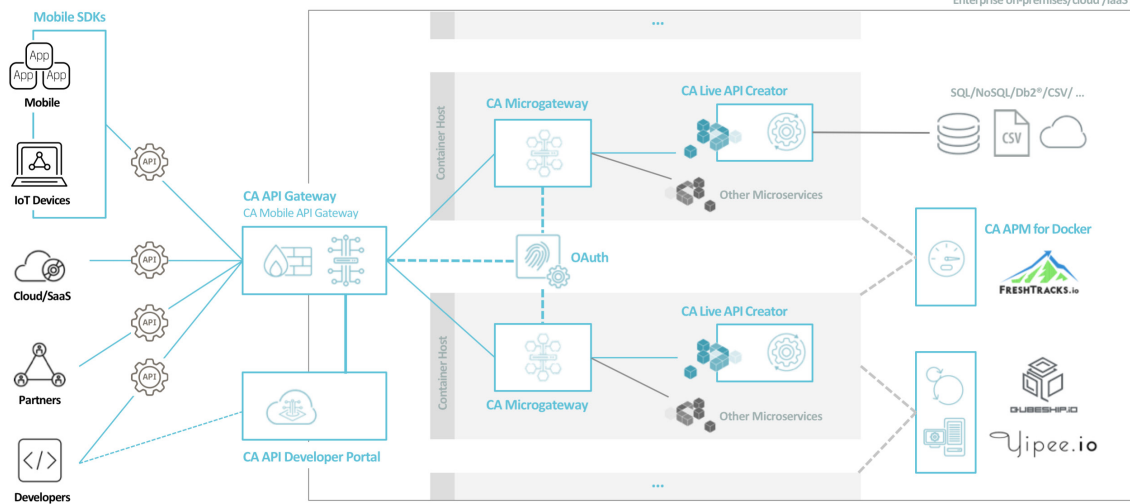 Enterprise on-premises/cloud /IaaS
Mobile SDKs
App
App
App
Mobile
IoT Devices
API
Cloud/SaaS
API
Partners
API
Developers
API
CA API Gateway
CA Mobile API Gateway
CA API Developer Portal
...
Container Host
CA Microgateway
CA Live API Creator
Other Microservices
SQL/NoSQL/Db2®/CSV/ ...
CSV
OAuth
CA APM for Docker
FRESHTRACKS.io
Container Host
CA Live API Creator
CA Microgateway
Other Microservices
QUBESHIP.IO
Yipee.io
...